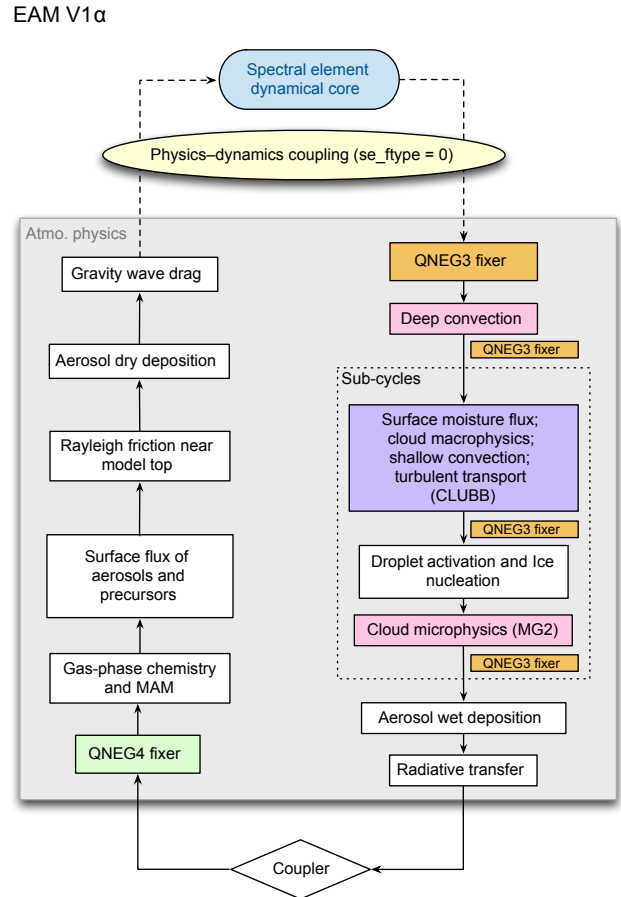 EAM V1α
Spectral element
dynamical core
Physics–dynamics coupling (se_ftype = 0)
Atmo. physics
QNEG3 fixer
Deep convection
QNEG3 fixer
Sub-cycles
Surface moisture flux;
cloud macrophysics;
shallow convection;
turbulent transport
(CLUBB)
QNEG3 fixer
Droplet activation and Ice
nucleation
Cloud microphysics (MG2)
QNEG3 fixer
Aerosol wet deposition
Radiative transfer
Coupler
QNEG4 fixer
Gas-phase chemistry
and MAM
Surface flux of
aerosols and
precursors
Rayleigh friction near
model top
Aerosol dry deposition
Gravity wave drag